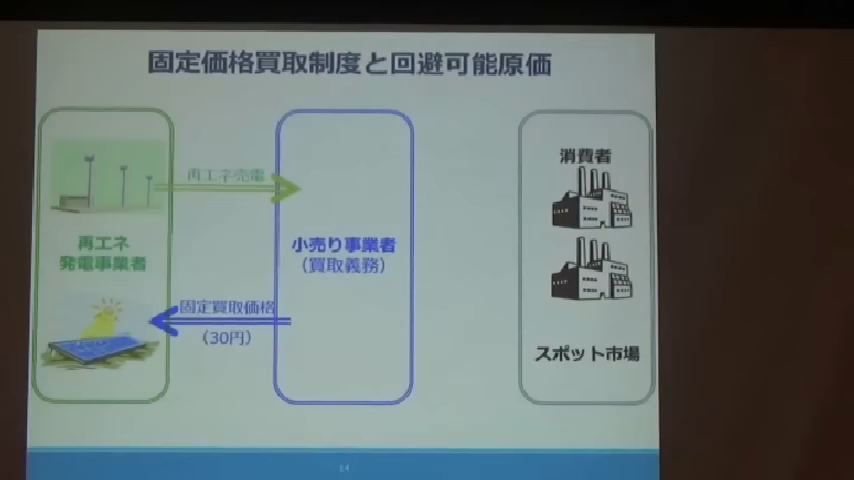 固定価格買取制度と回避可能原価
再エネ売電
再エネ
発電事業者
固定買取価格
（30円）
小売り事業者
（買取義務）
消費者
スポット市場